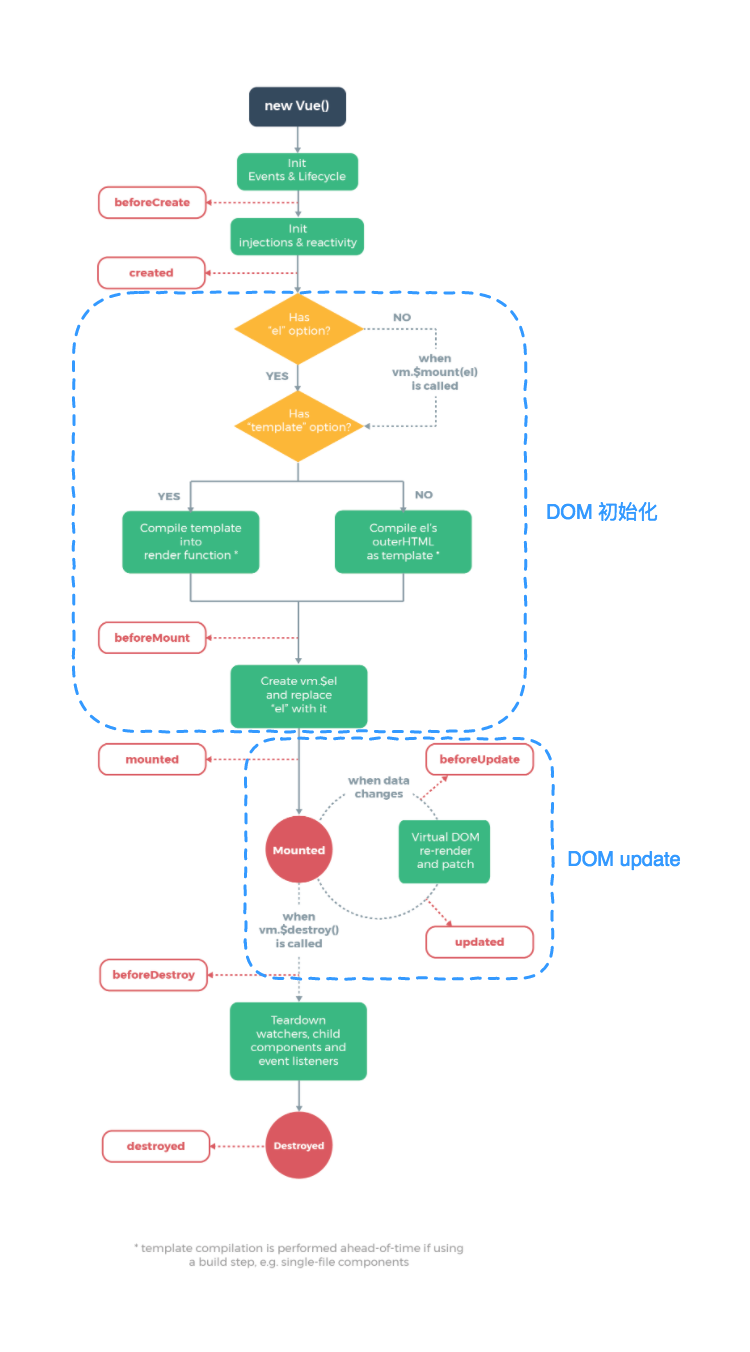 new Vue()
Init
Events & Lifecycle
beforeCreate
Init
injections & reactivity
created
Has
"el" option?
NO
when
vm.$mount(el)
is called
YES
Has
"template" option?
YES
NO
Compile template
into
render function *
Compile el's
outerHTML
as template *
DOM 初始化
beforeMount
Create vm.$el
and replace
"el" with it
mounted
beforeUpdate
when data
changes
Mounted
Virtual DOM
re-render
and patch
DOM update
when
vm.$destroy()
is called
updated
beforeDestroy
Teardown
watchers, child
components and
event listeners
destroyed
Destroyed
* template compilation is performed ahead-of-time if using
a build step, e.g. single-file components